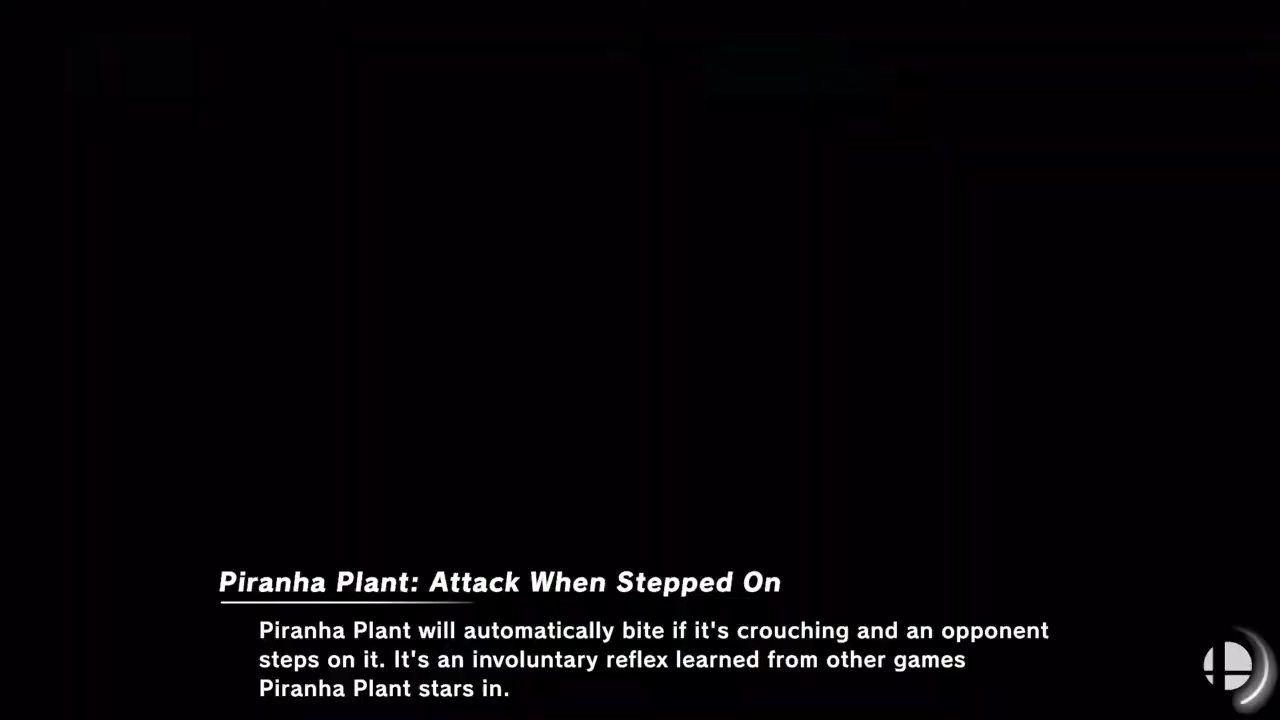 Piranha Plant: Attack When Stepped On
Piranha Plant will automatically bite if it's crouching and an opponent
steps on it. It's an involuntary reflex learned from other games
Piranha Plant stars in.